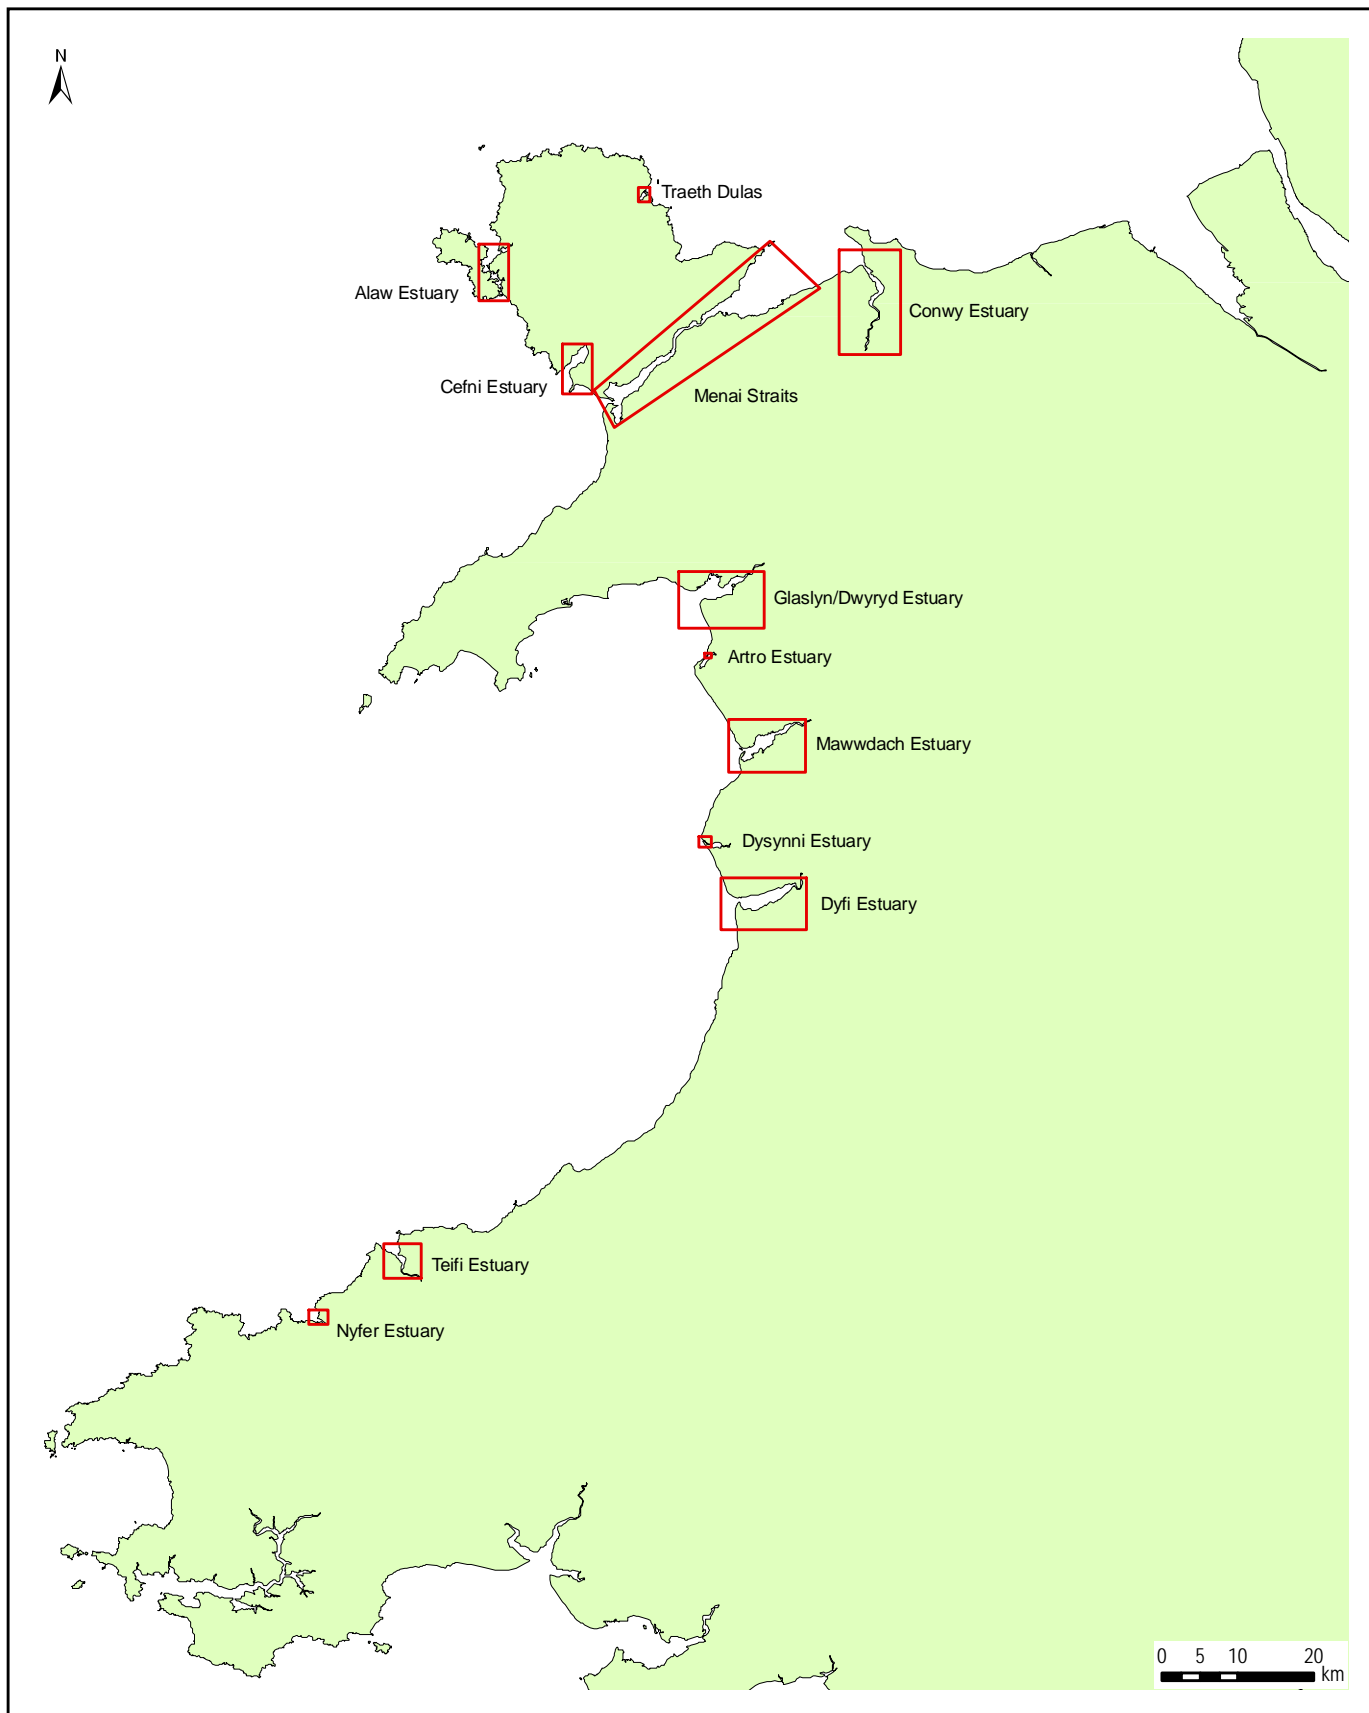 N
Traeth Dulas
Alaw Estuary
Conwy Estuary
Cefni Estuary
Menai Straits
Glaslyn/Dwyryd Estuary
Artro Estuary
Mawwdach Estuary
Dysynni Estuary
Dyfi Estuary
Teifi Estuary
Nyfer Estuary
0 5 10 20
km